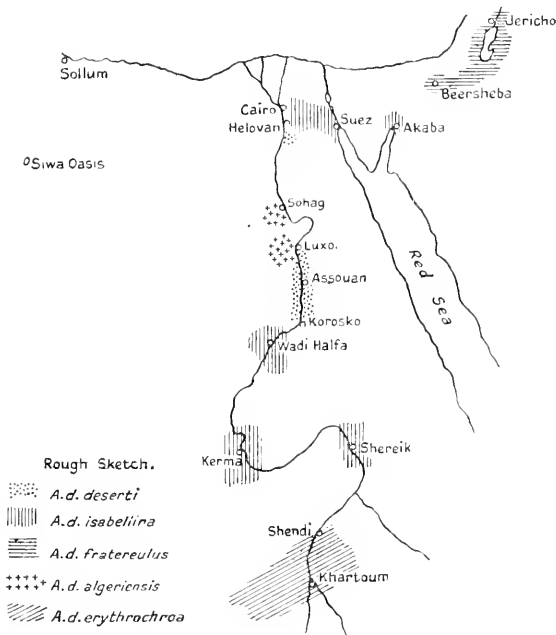 Jericho
Sollum
Beersheba
Cairo
Suez
Akaba
Helovan
Siwa Oasis
Sohag
Luxo.
Red Sea
Assouan
Korosko
Wadi Halfa
Kerma
Shereik
Rough Sketch.
A.d. deserti
A.d. isabellina
A.d. fratereulus
Shendi
A.d. algeriensis
Khartoum
A.d. erythrochroa